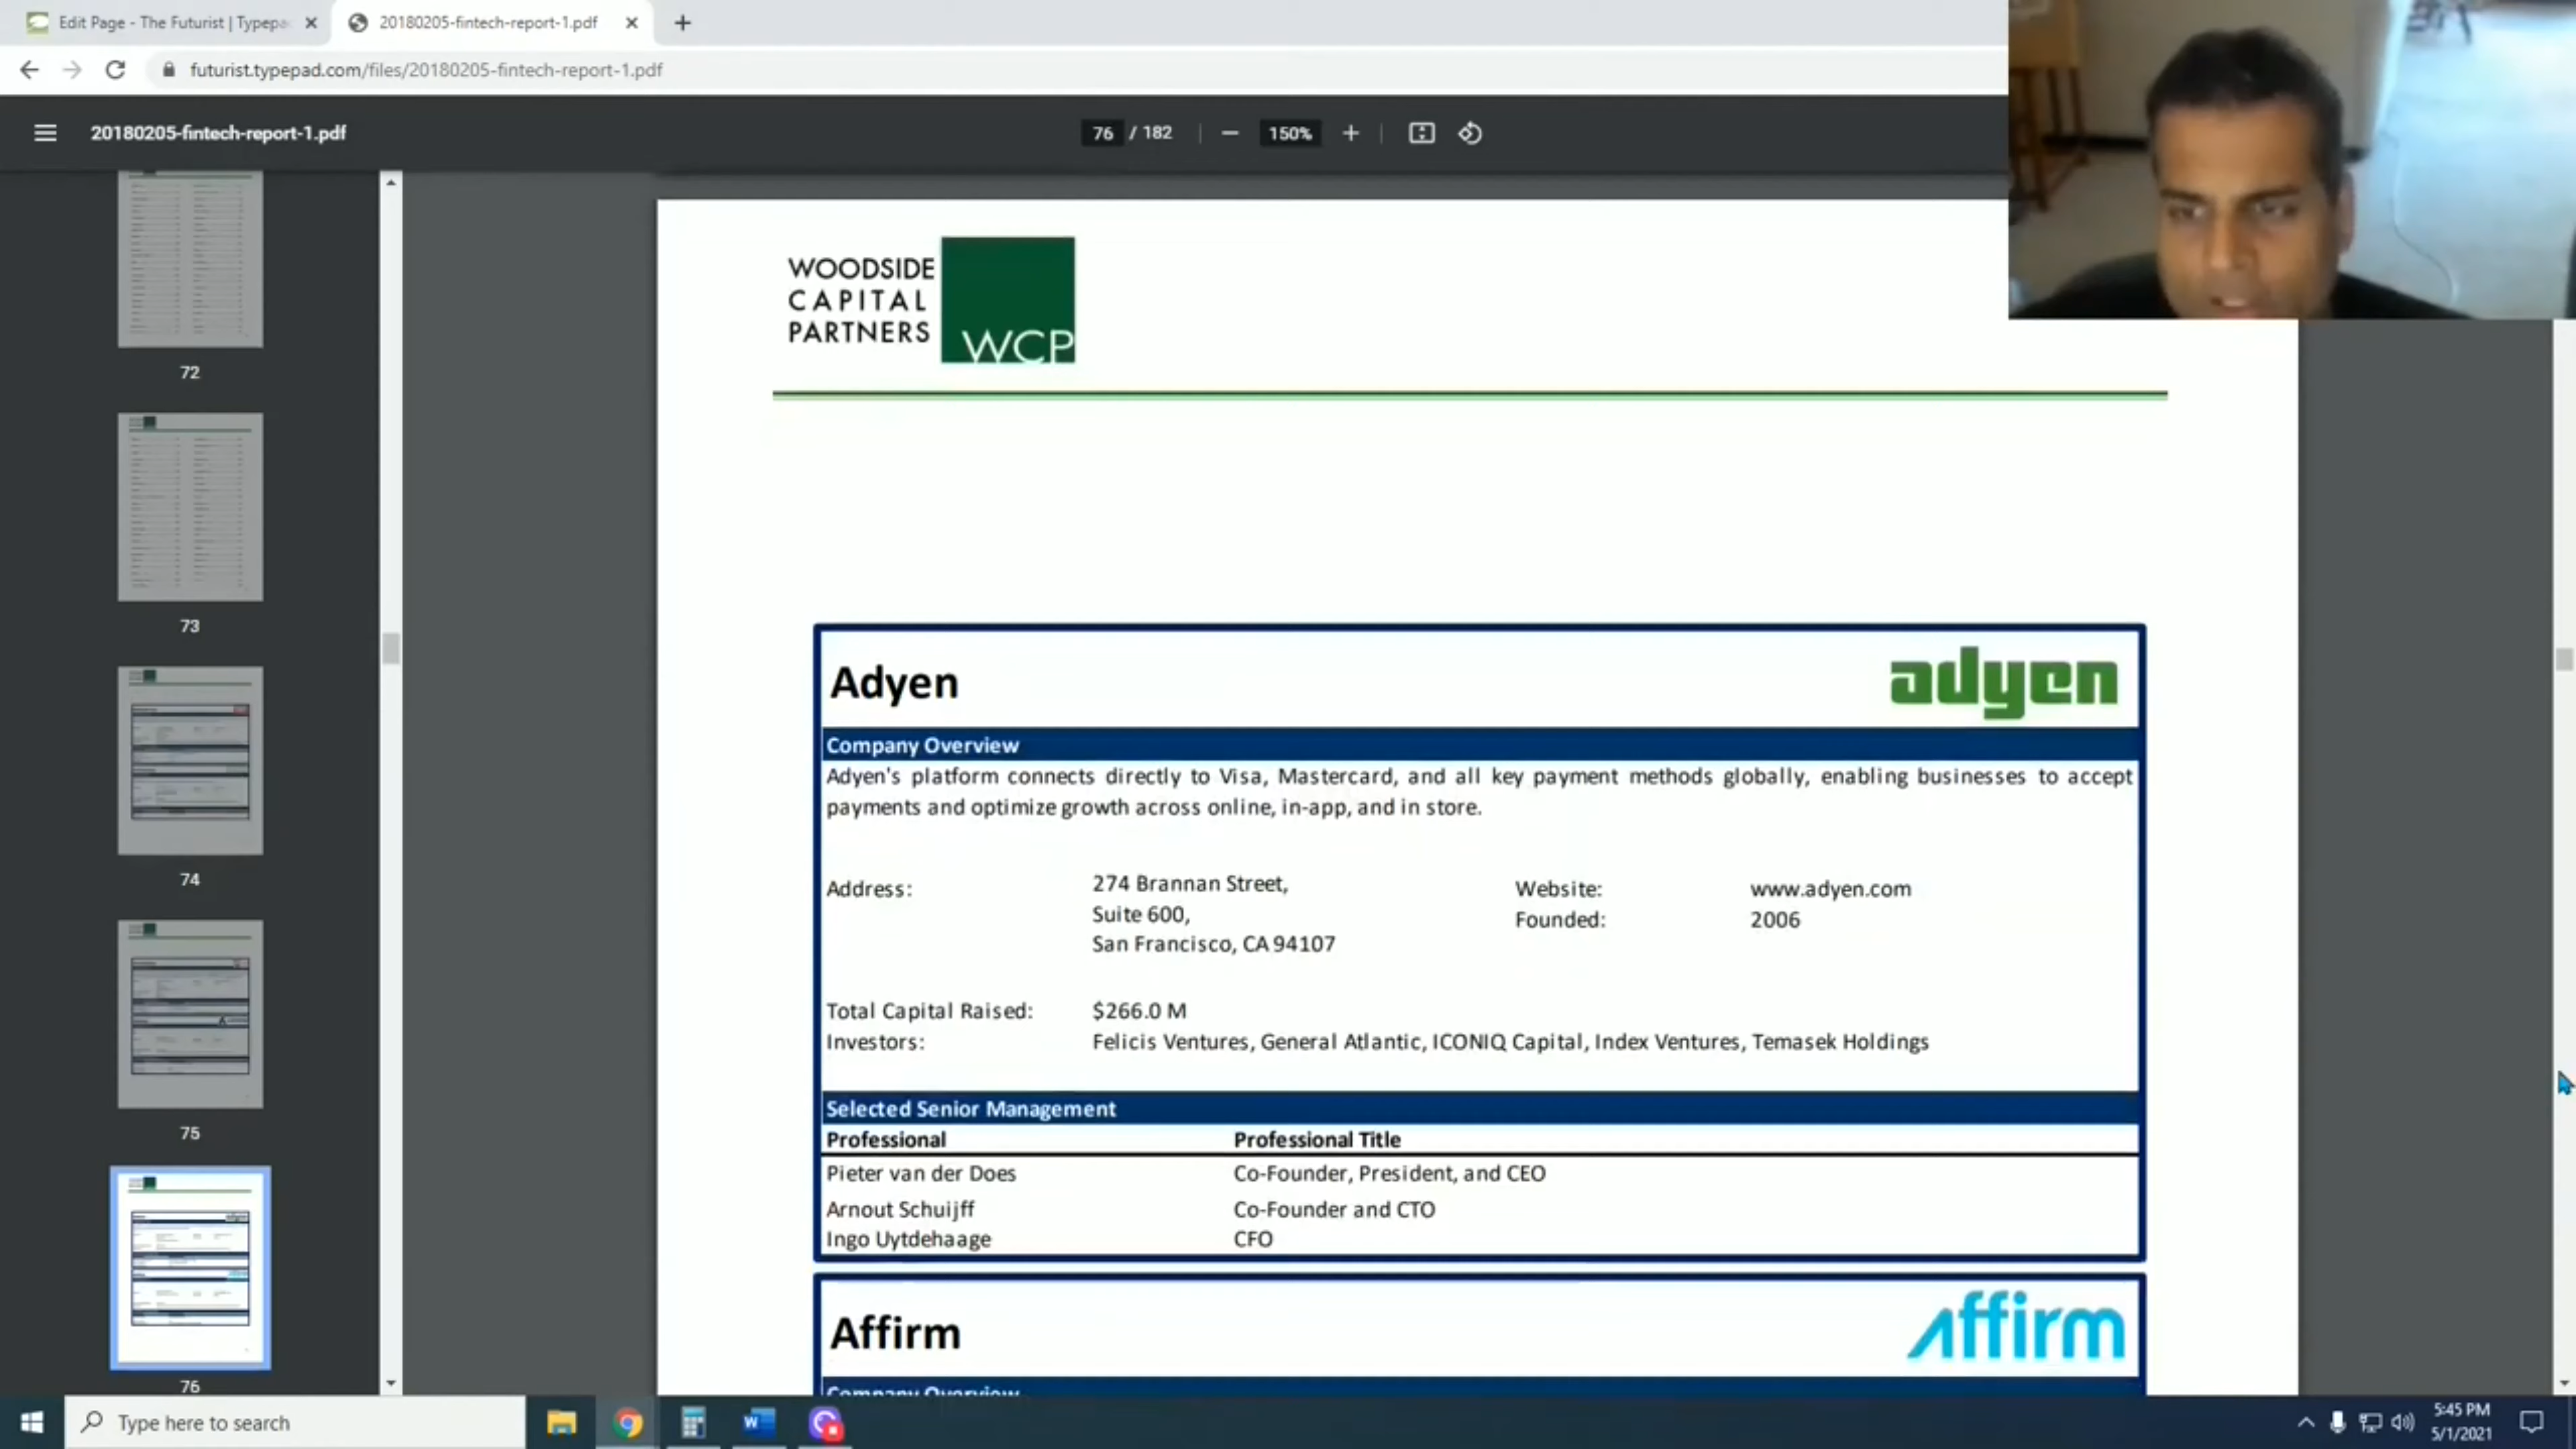 Edit Page - The Futurist | Typepa
20180205-fintech-report-1.pdf
futurist.typepad.com/files/20180205-fintech-report-1.pdf
20180205-fintech-report-1.pdf
76 / 182
150%
72
73
74
75
76
WOODSIDE
CAPITAL
PARTNERS
WCP
Adyen
adyen
Company Overview
Adyen's platform connects directly to Visa, Mastercard, and all key payment methods globally, enabling businesses to accept
payments and optimize growth across online, in-app, and in store.
Address:
274 Brannan Street,
Suite 600,
San Francisco, CA 94107
Website: www.adyen.com
Founded: 2006
Total Capital Raised: $266.0 M
Investors: Felicis Ventures, General Atlantic, ICONIQ Capital, Index Ventures, Temasek Holdings
Selected Senior Management
Professional Professional Title
Pieter van der Does Co-Founder, President, and CEO
Arnout Schuijff Co-Founder and CTO
Ingo Uytdehaage CFO
Affirm
affirm
Company Overview
Type here to search
5:45 PM
5/1/2021